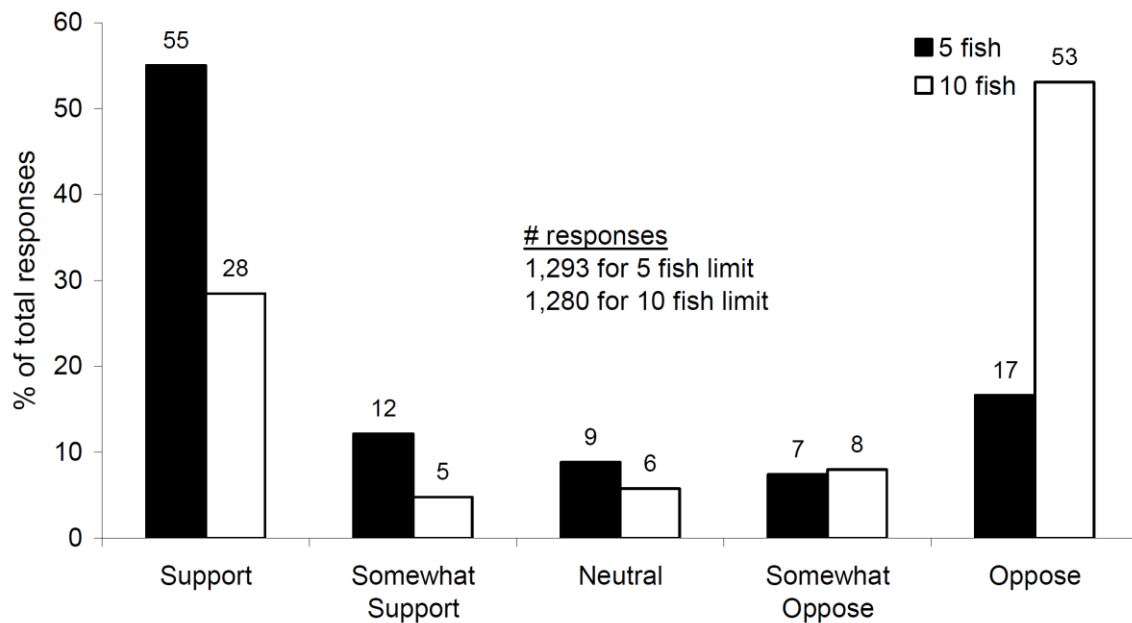 60
50
40
30
20
10
0
% of total responses
55
28
12
5
9
6
7
8
17
53
5 fish
10 fish
# responses
1,293 for 5 fish limit
1,280 for 10 fish limit
Support
Somewhat
Support
Neutral
Somewhat
Oppose
Oppose